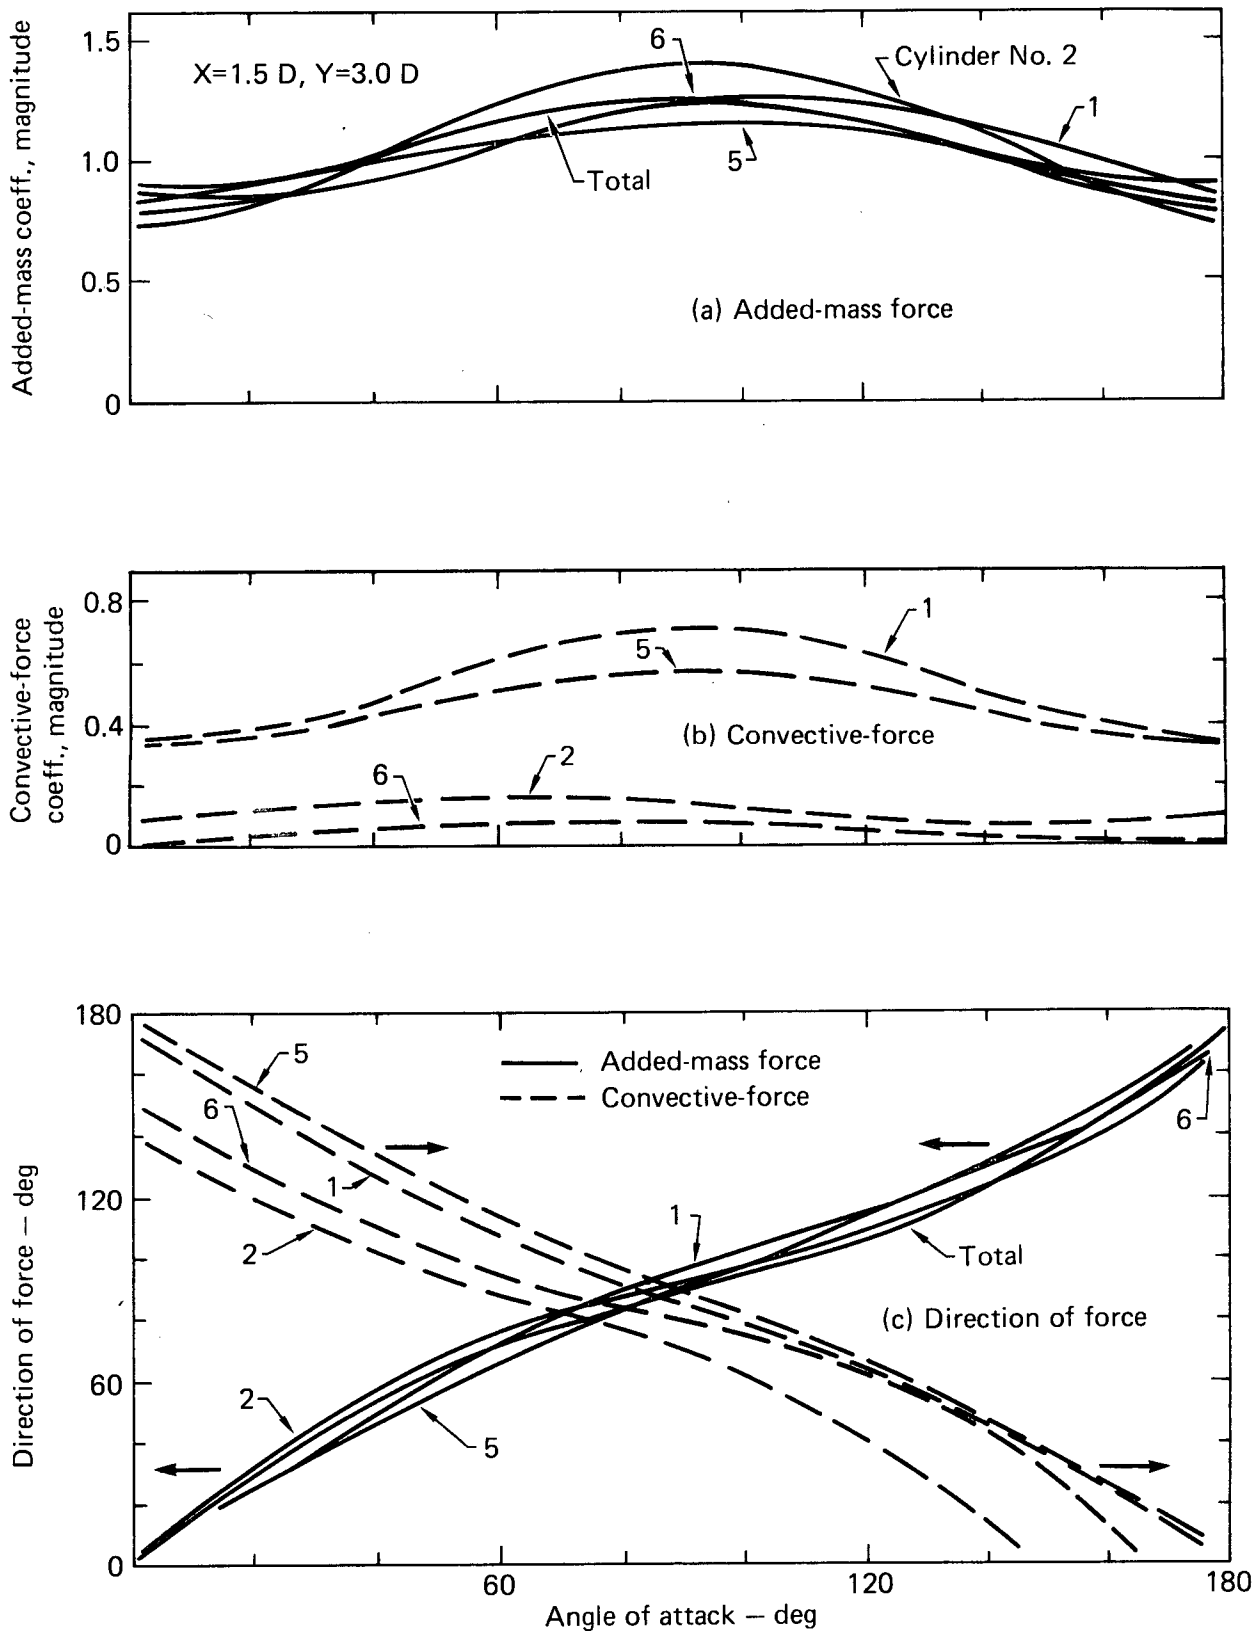 Added-mass coeff., magnitude
1.5
1.0
0.5
0
X=1.5 D, Y=3.0 D
6
Cylinder No. 2
1
5
Total
(a) Added-mass force
Convective-force
coeff., magnitude
0.8
0.4
0
1
5
(b) Convective-force
2
6
Direction of force — deg
180
120
60
0
5
6
1
2
Added-mass force
Convective-force
6
1
Total
(c) Direction of force
2
5
60
120
180
Angle of attack — deg